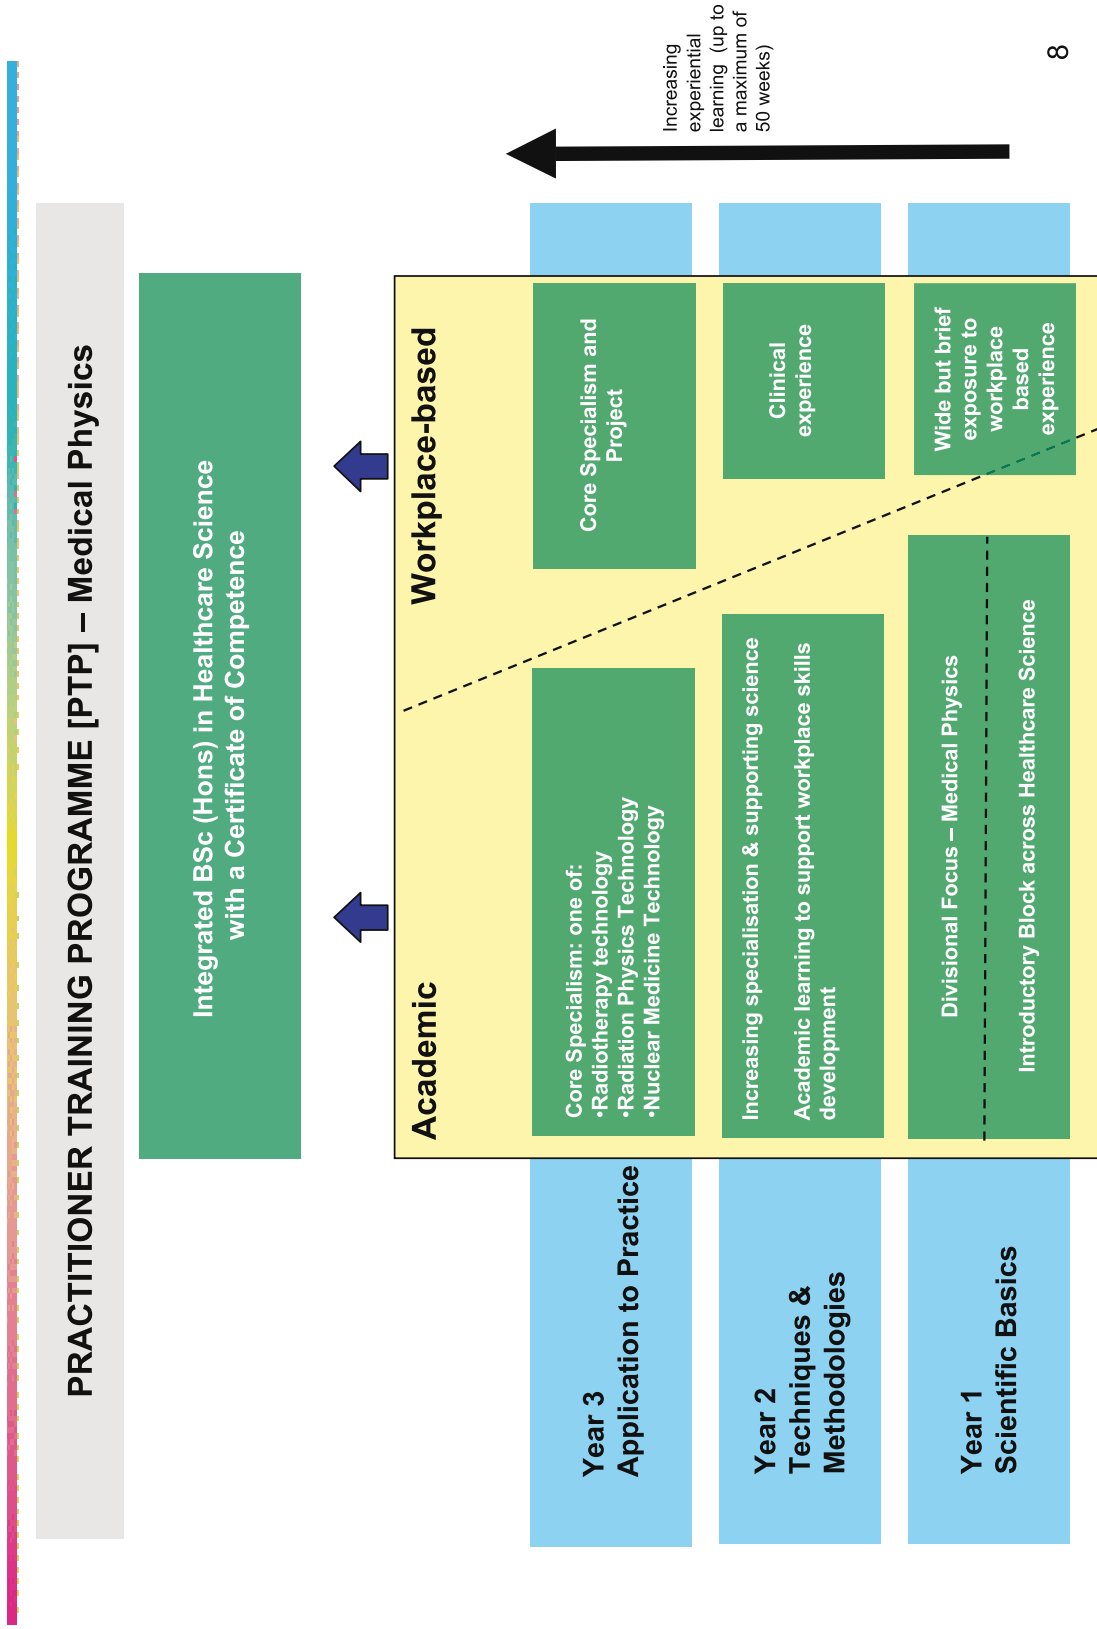 PRACTITIONER TRAINING PROGRAMME [PTP] – Medical Physics
Integrated BSc (Hons) in Healthcare Science
with a Certificate of Competence
Academic
Workplace-based
Year 3
Application to Practice
Core Specialism: one of:
•Radiotherapy technology
•Radiation Physics Technology
•Nuclear Medicine Technology
Core Specialism and
Project
Year 2
Techniques &
Methodologies
Increasing specialisation & supporting science
Academic learning to support workplace skills
development
Clinical
experience
Year 1
Scientific Basics
Divisional Focus – Medical Physics
Introductory Block across Healthcare Science
Wide but brief
exposure to
workplace
based
experience
Increasing
experiential
learning (up to
a maximum of
50 weeks)
8